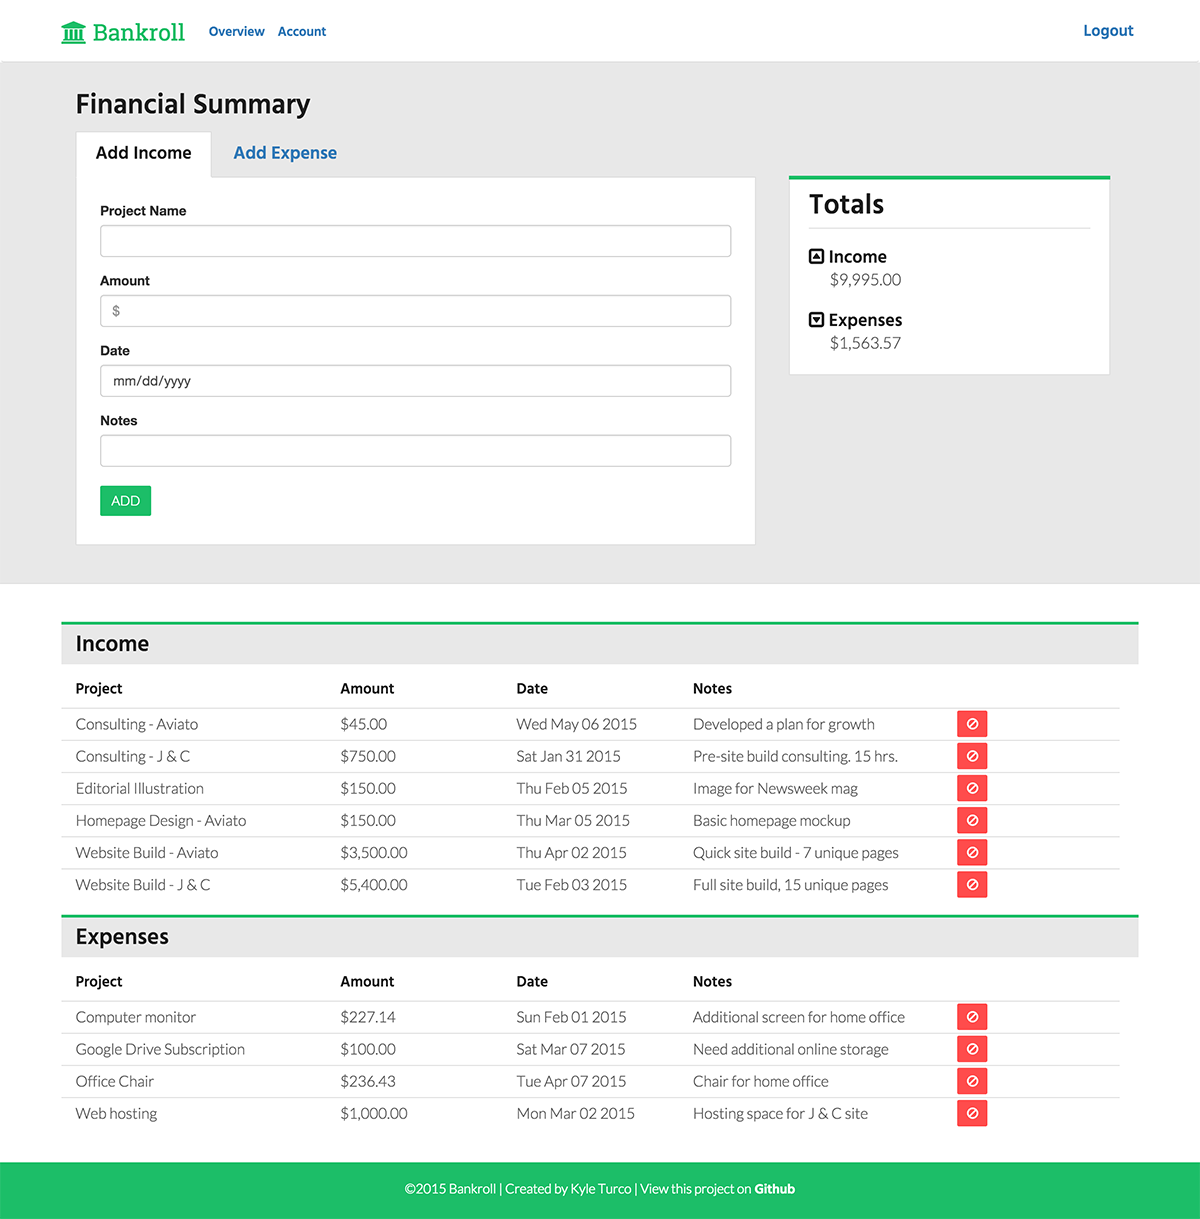 Bankroll Overview Account Logout
Financial Summary
Add Income Add Expense
Project Name
Amount
$
Date
mm/dd/yyyy
Notes
ADD
Totals
Income
$9,995.00
Expenses
$1,563.57
Income
Project Amount Date Notes
Consulting - Aviato $45.00 Wed May 06 2015 Developed a plan for growth
Consulting - J & C $750.00 Sat Jan 31 2015 Pre-site build consulting. 15 hrs.
Editorial Illustration $150.00 Thu Feb 05 2015 Image for Newsweek mag
Homepage Design - Aviato $150.00 Thu Mar 05 2015 Basic homepage mockup
Website Build - Aviato $3,500.00 Thu Apr 02 2015 Quick site build - 7 unique pages
Website Build - J & C $5,400.00 Tue Feb 03 2015 Full site build, 15 unique pages
Expenses
Project Amount Date Notes
Computer monitor $227.14 Sun Feb 01 2015 Additional screen for home office
Google Drive Subscription $100.00 Sat Mar 07 2015 Need additional online storage
Office Chair $236.43 Tue Apr 07 2015 Chair for home office
Web hosting $1,000.00 Mon Mar 02 2015 Hosting space for J & C site
©2015 Bankroll | Created by Kyle Turco | View this project on Github